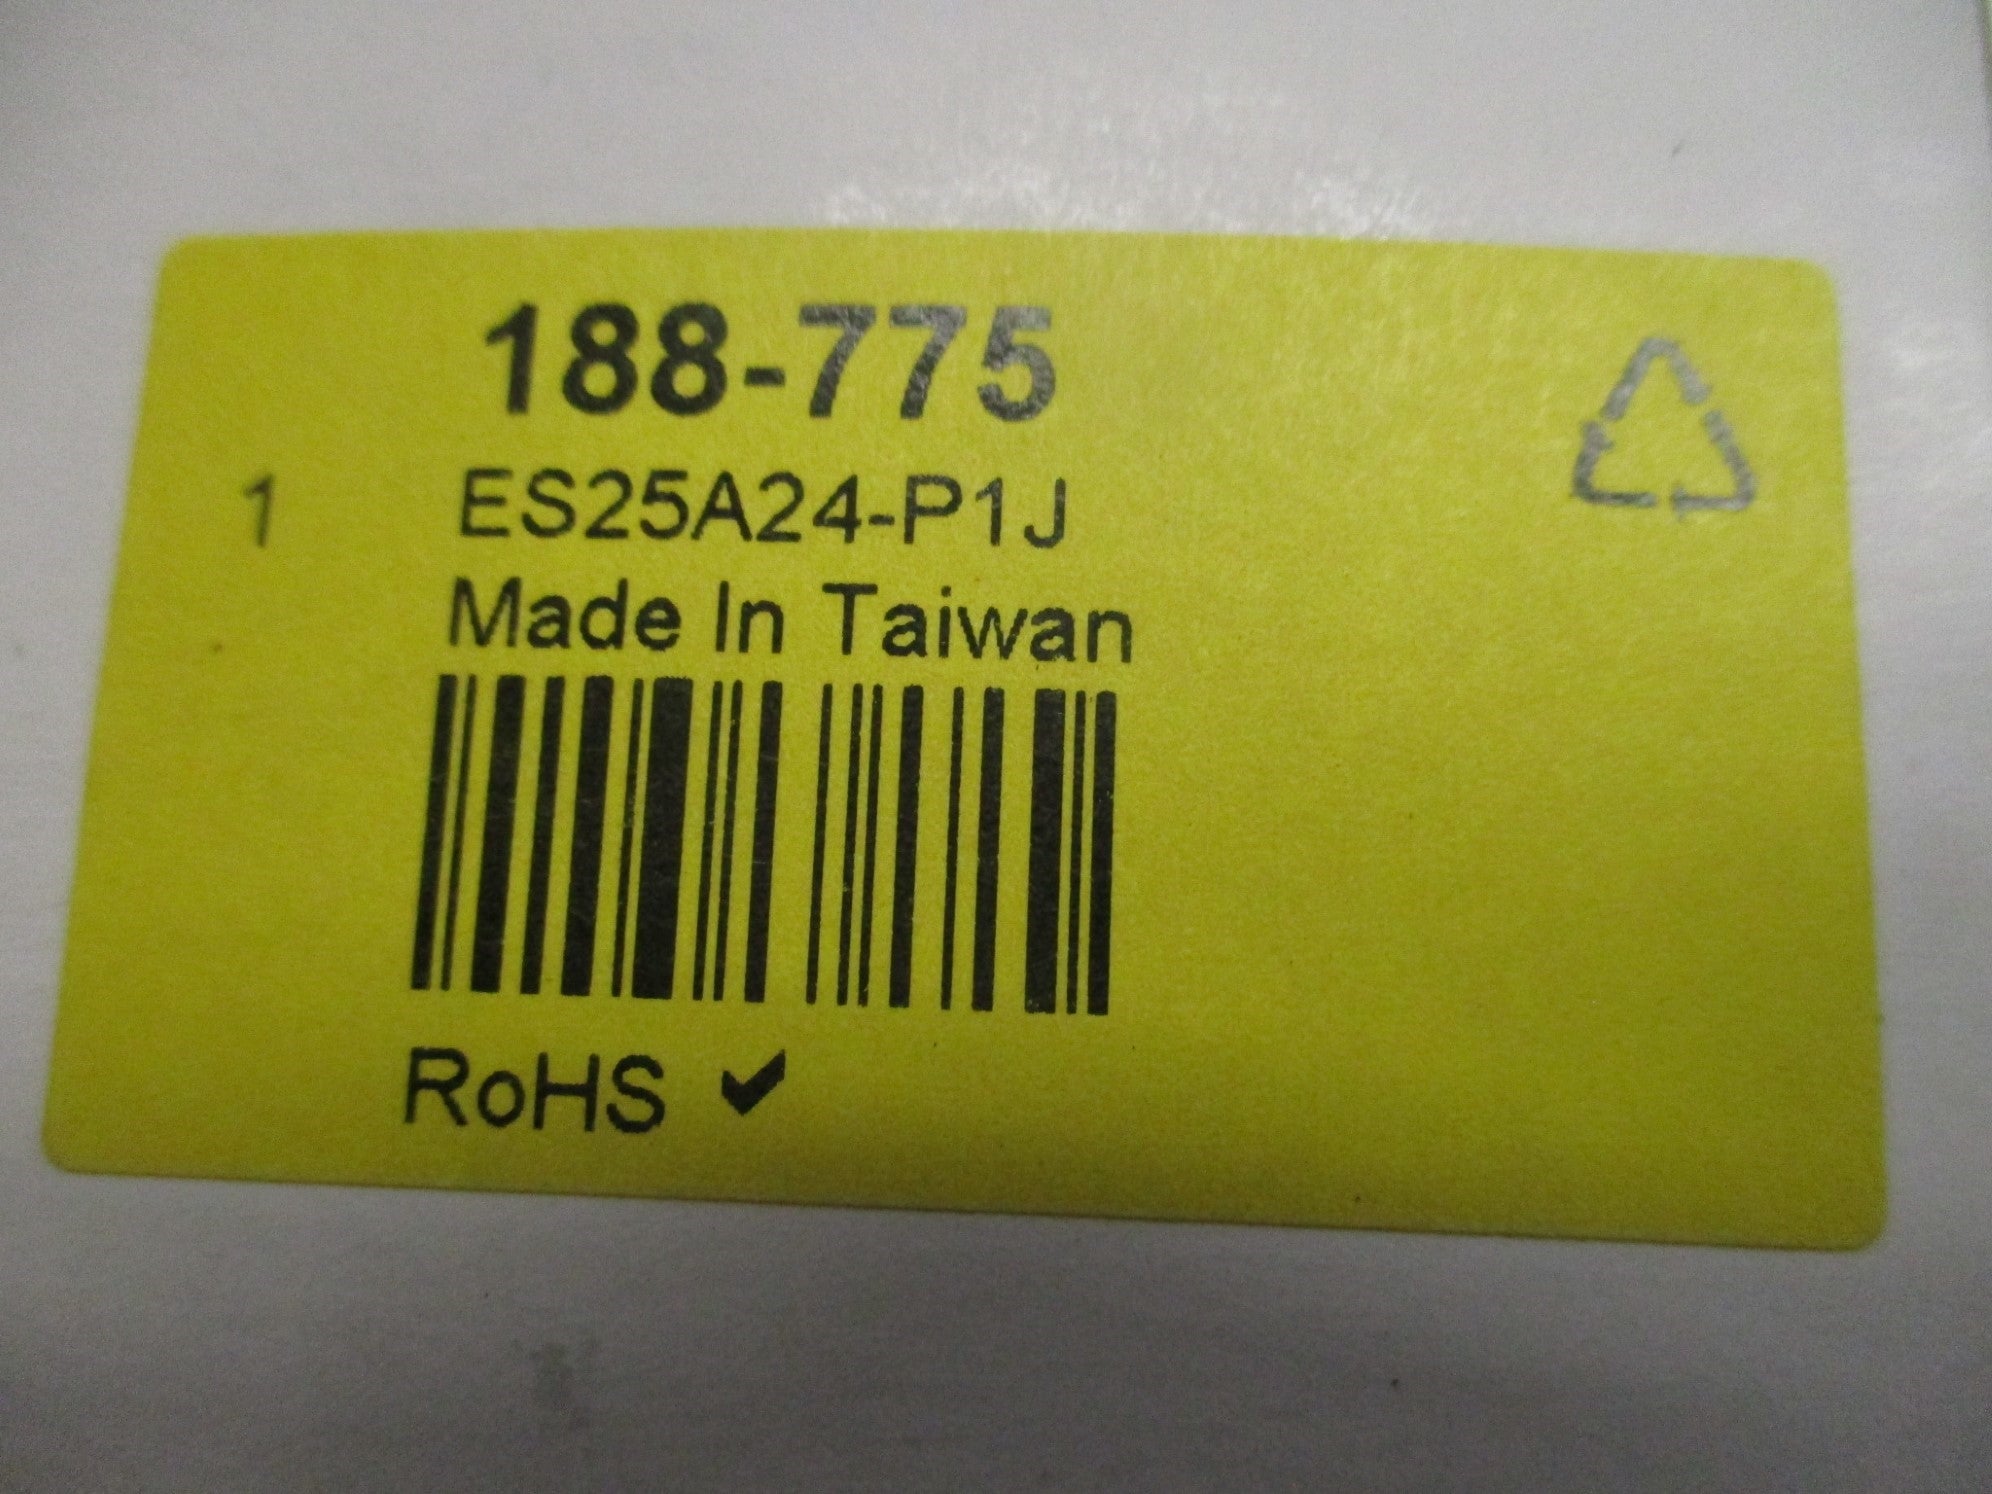 188-775
1 ES25A24-P1J
Made In Taiwan
RoHS ✔